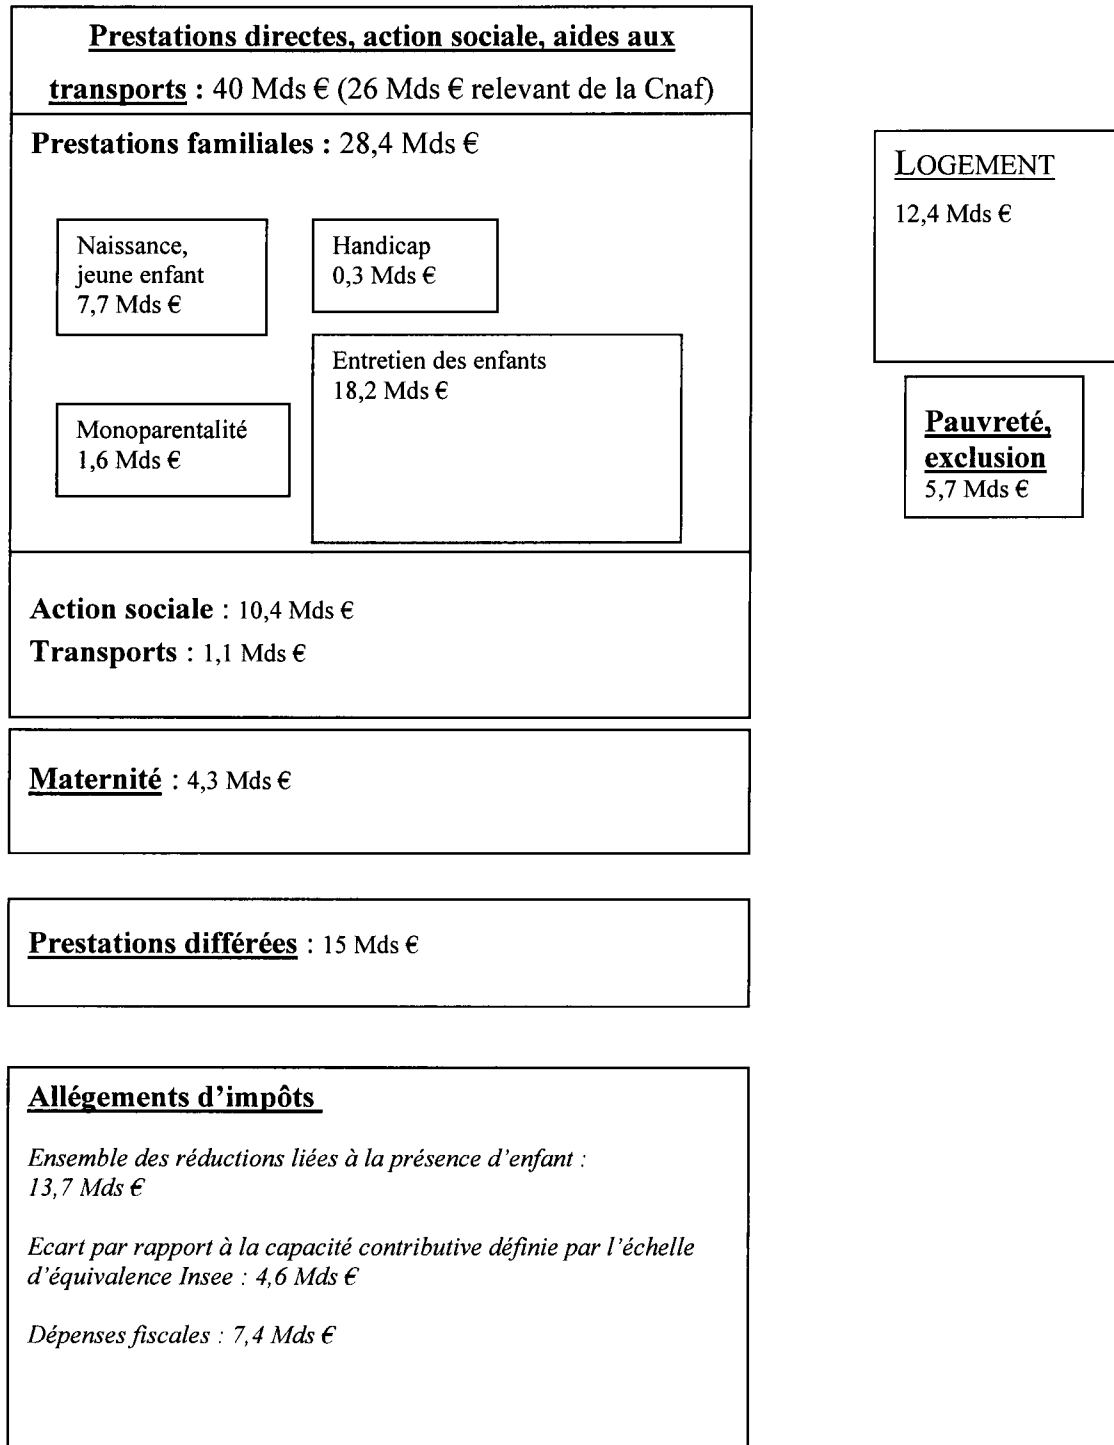 Prestations directes, action sociale, aides aux
transports : 40 Mds € (26 Mds € relevant de la Cnaf)
Prestations familiales : 28,4 Mds €
Naissance,
jeune enfant
7,7 Mds €
Handicap
0,3 Mds €
Entretien des enfants
18,2 Mds €
Monoparentalité
1,6 Mds €
LOGEMENT
12,4 Mds €
Pauvreté,
exclusion
5,7 Mds €
Action sociale : 10,4 Mds €
Transports : 1,1 Mds €
Maternité : 4,3 Mds €
Prestations différées : 15 Mds €
Allégements d’impôts
Ensemble des réductions liées à la présence d’enfant :
13,7 Mds €
Ecart par rapport à la capacité contributive définie par l’échelle
d’équivalence Insee : 4,6 Mds €
Dépenses fiscales : 7,4 Mds €